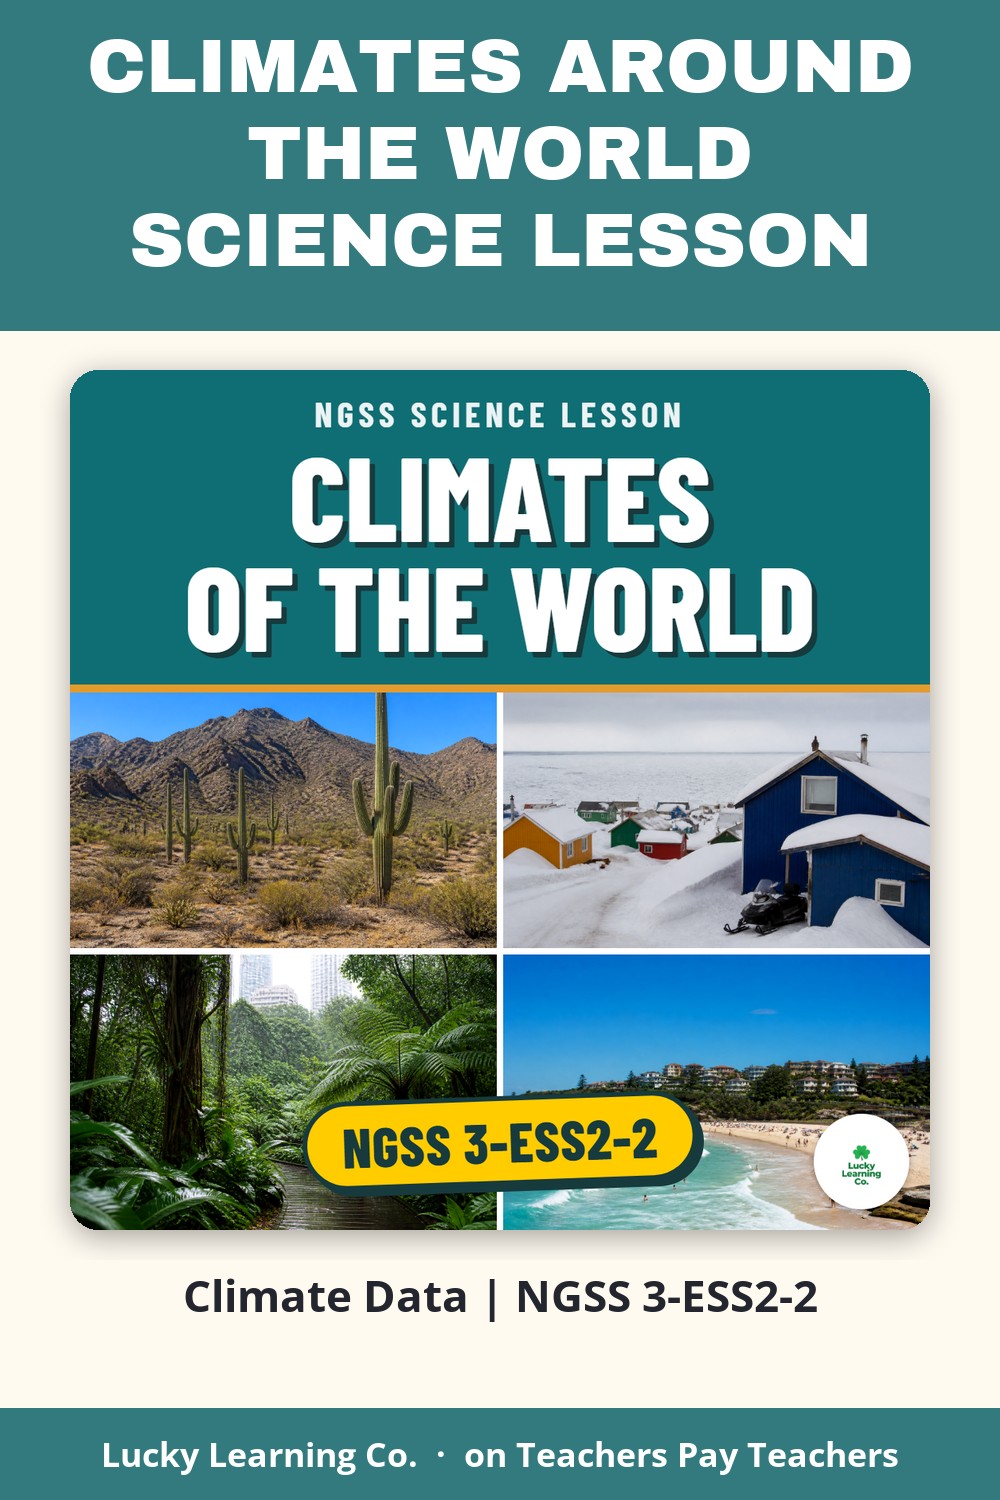 CLIMATES AROUND
THE WORLD
SCIENCE LESSON
NGSS SCIENCE LESSON
CLIMATES
OF THE WORLD
NGSS 3-ESS2-2
Lucky
Learning
Co.
Climate Data | NGSS 3-ESS2-2
Lucky Learning Co. · on Teachers Pay Teachers